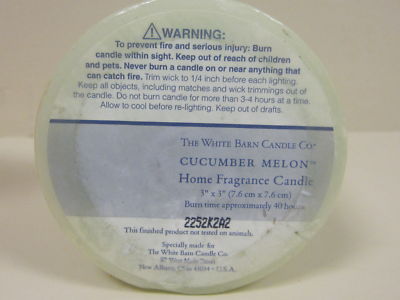 ⚠WARNING:
To prevent fire and serious injury: Burn
candle within sight. Keep out of reach of children
and pets. Never burn a candle on or near anything that
can catch fire. Trim wick to 1/4 inch before each lighting.
Keep all objects, including matches and wick trimmings out of
the candle. Do not burn candle for more than 3-4 hours at a time.
Allow to cool before re-lighting. Keep out of drafts.
THE WHITE BARN CANDLE CO®
CUCUMBER MELON™
Home Fragrance Candle
3" x 3" (7.6 cm x 7.6 cm)
Burn time approximately 40 hours
2252K2A2
This finished product not tested on animals.
Specially made for
The White Barn Candle Co.
New Albany, Ohio 43054 - U.S.A.